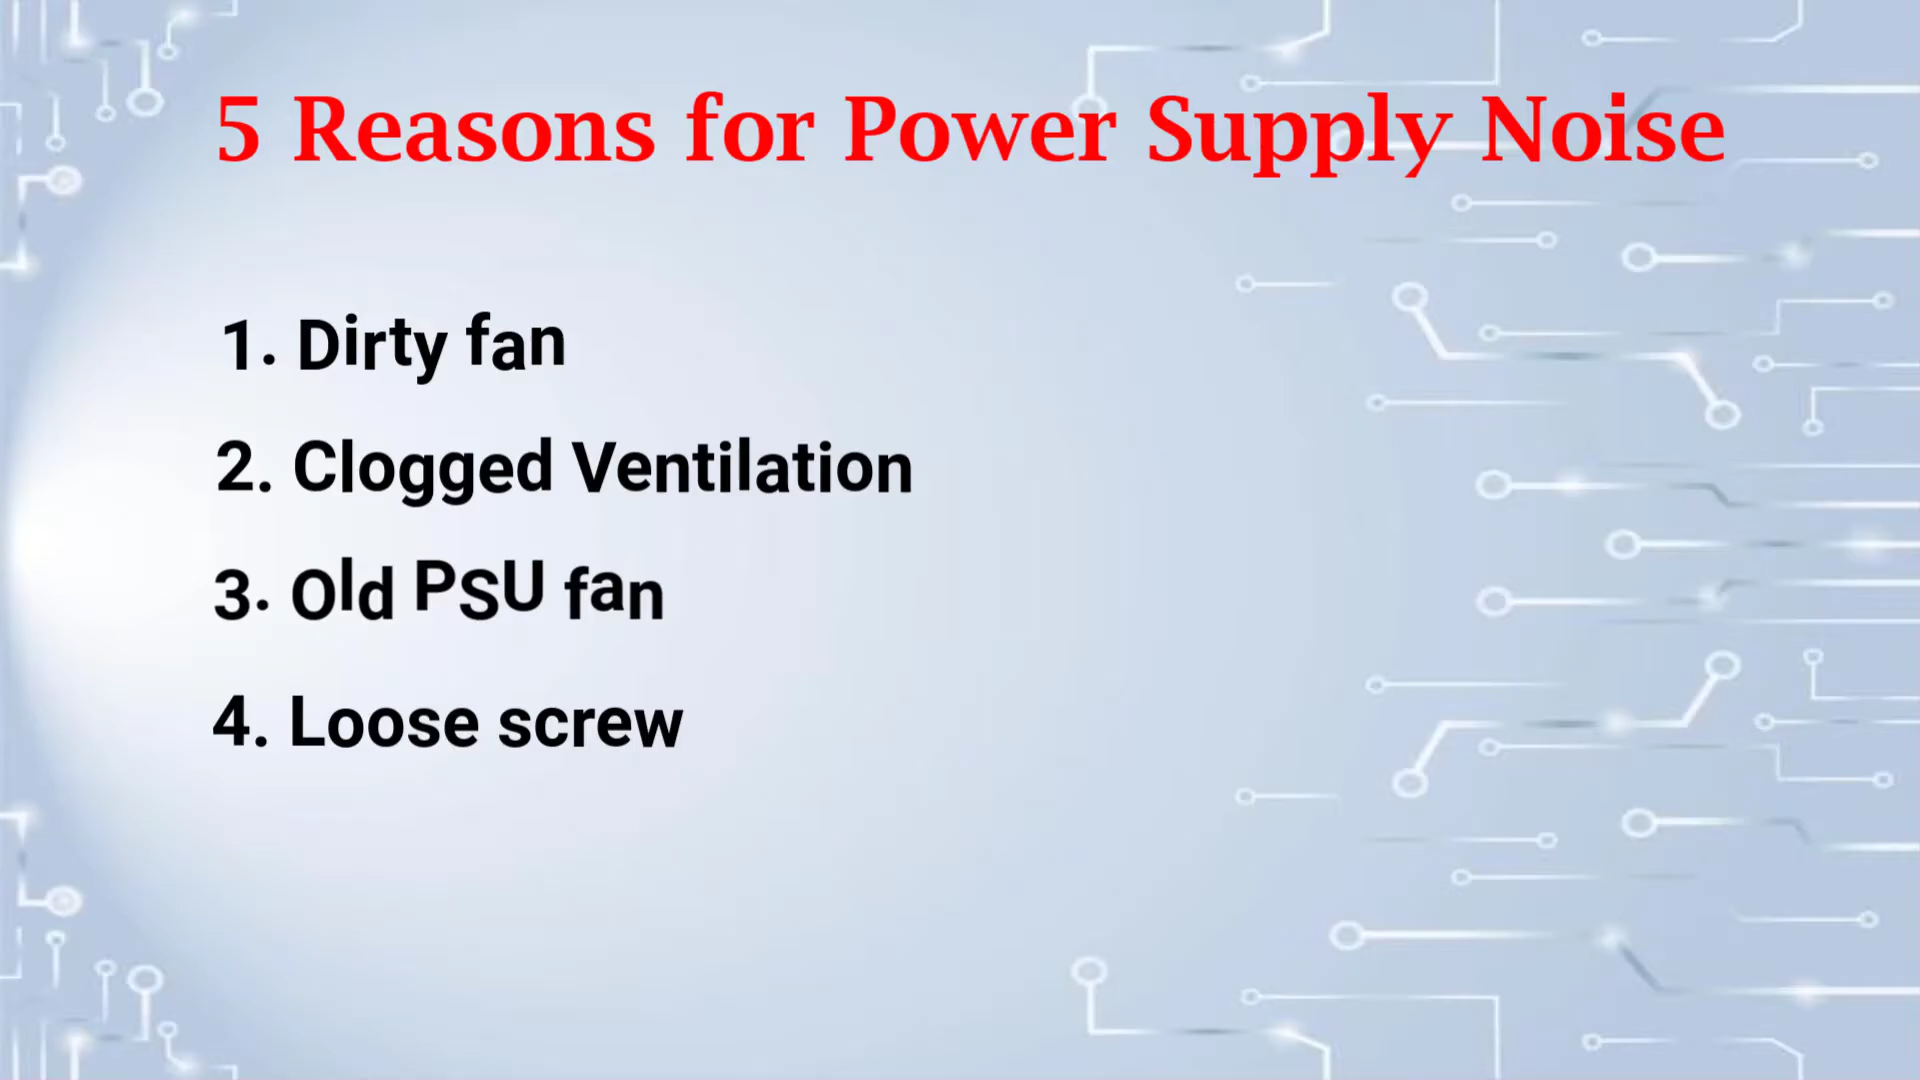 5 Reasons for Power Supply Noise
1. Dirty fan
2. Clogged Ventilation
3. Old PSU fan
4. Loose screw